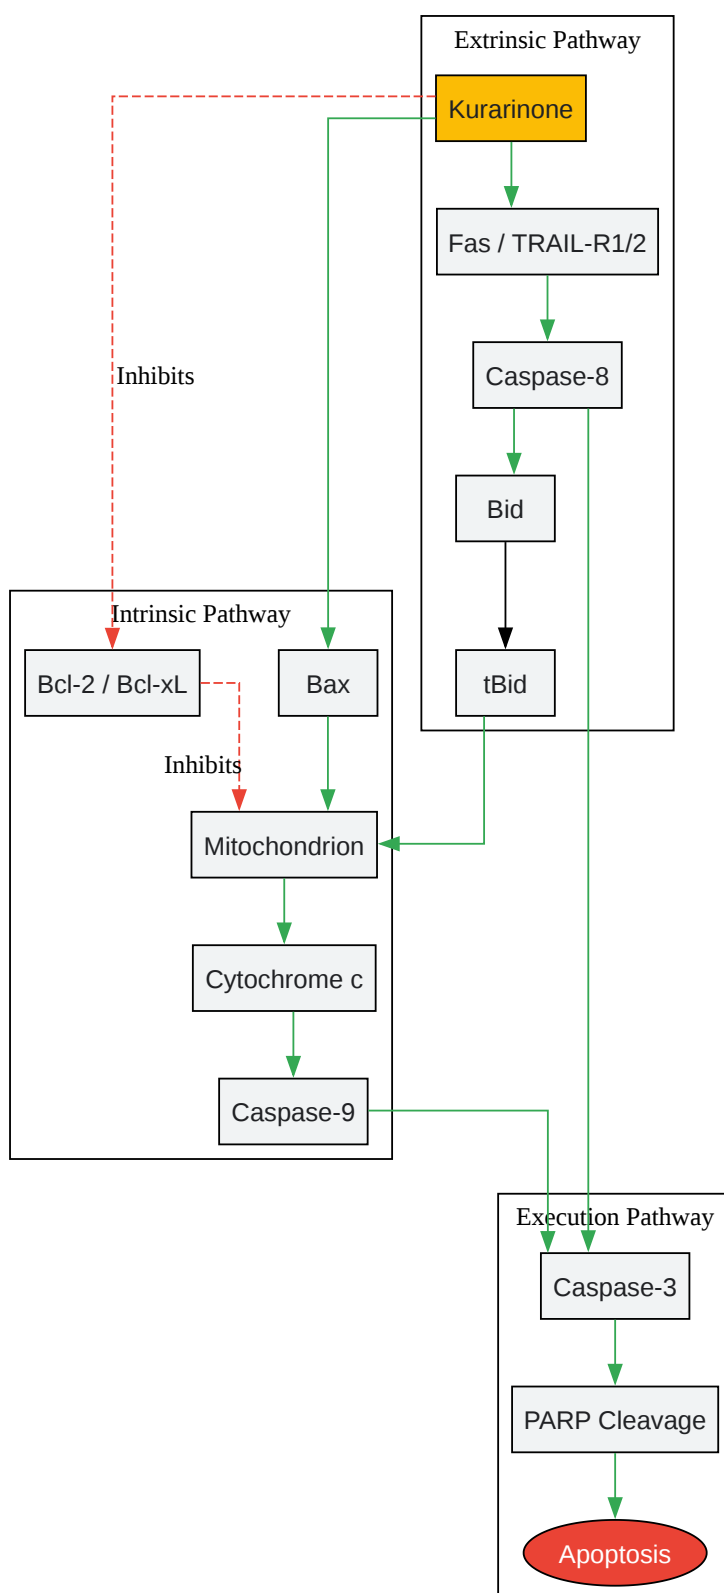 Extrinsic Pathway
Kurarinone
Fas / TRAIL-R1/2
Inhibits
Caspase-8
Bid
Intrinsic Pathway
Bcl-2 / Bcl-xL
Bax
tBid
Inhibits
Mitochondrion
Cytochrome c
Caspase-9
Execution Pathway
Caspase-3
PARP Cleavage
Apoptosis